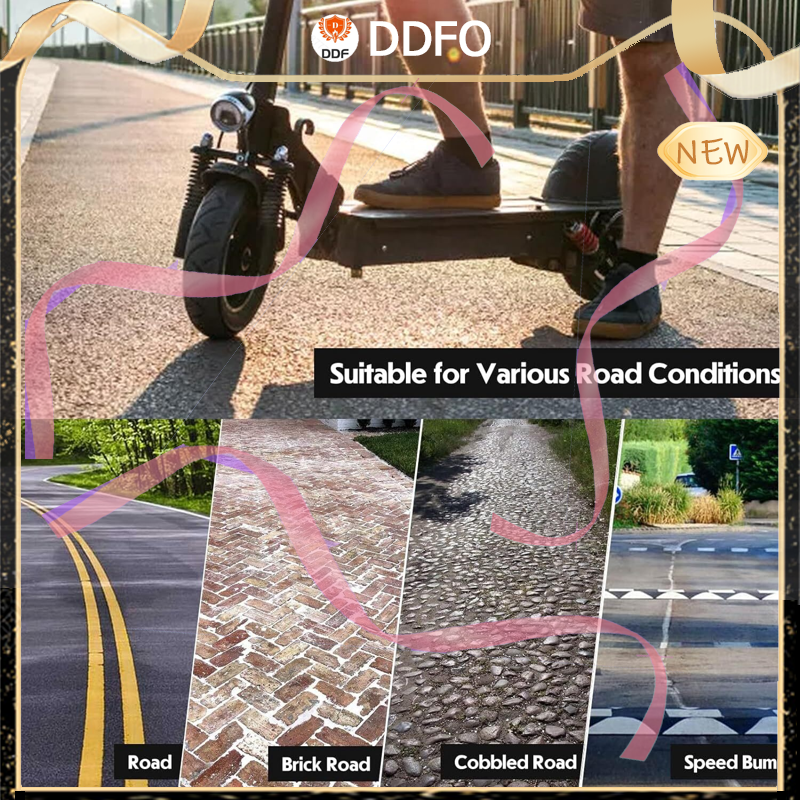 DDF
DDFO
NEW
Suitable for Various Road Conditions
Road
Brick Road
Cobbled Road
Speed Bum